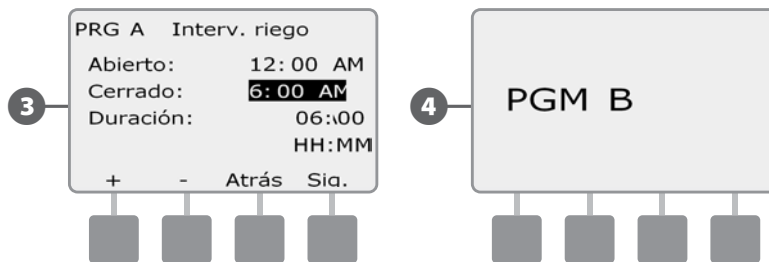 3
PRG A Interv. riego
Abierto: 12:00 AM
Cerrado: 6:00 AM
Duración: 06:\00
HH:MM
+ - Atrás Sig.
4
PGM B